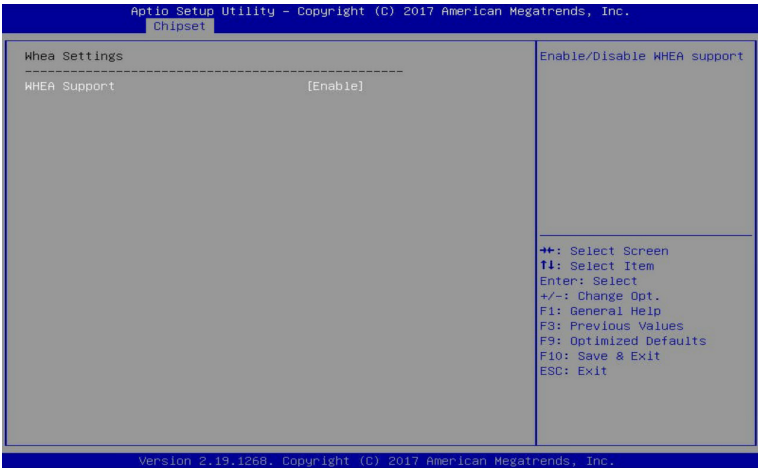 Aptio Setup Utility – Copyright (C) 2017 American Megatrends, Inc.
Chipset
Whea Settings
--------------------------------------------------
WHEA Support [Enable]
Enable/Disable WHEA support
→←: Select Screen
↑↓: Select Item
Enter: Select
+/-: Change Opt.
F1: General Help
F3: Previous Values
F9: Optimized Defaults
F10: Save & Exit
ESC: Exit
Version 2.19.1268. Copyright (C) 2017 American Megatrends, Inc.